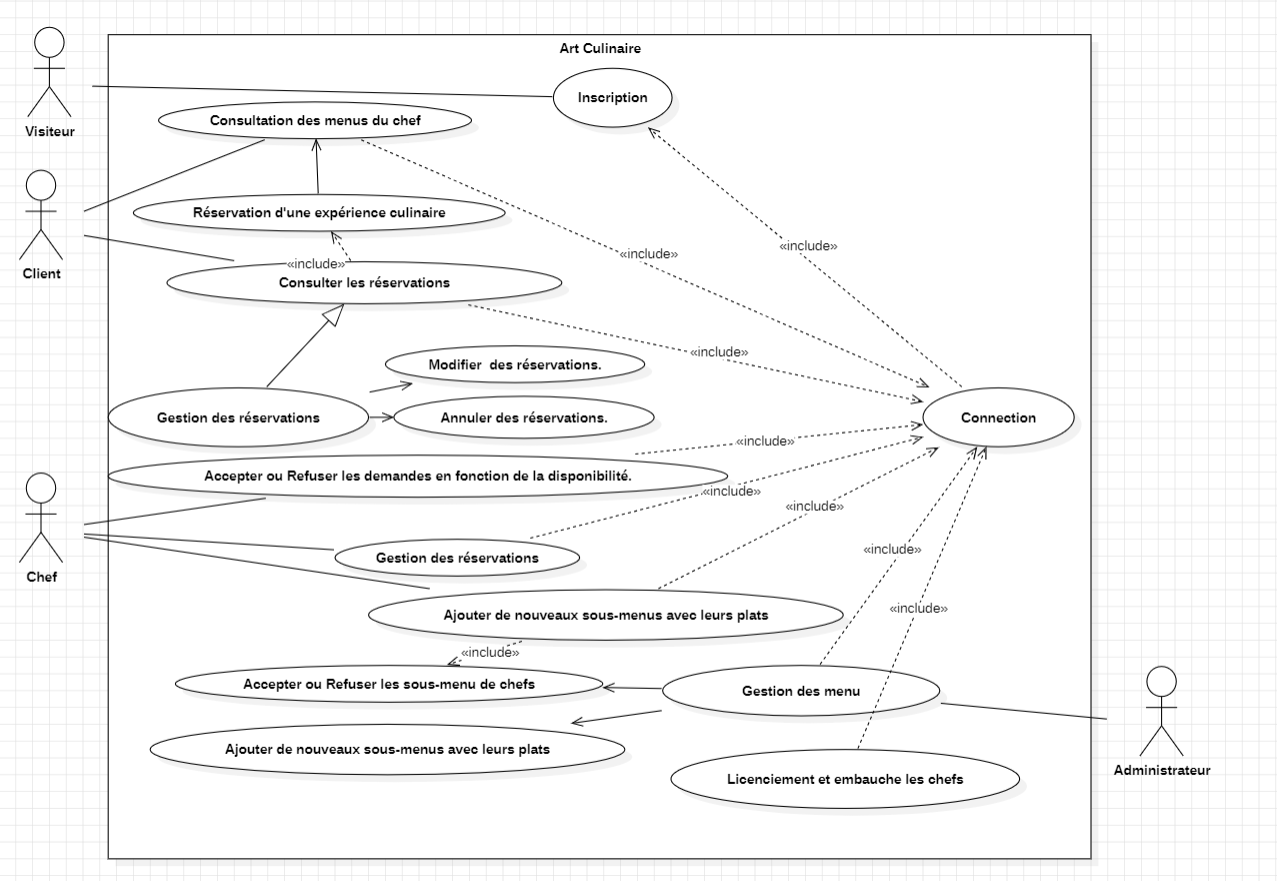 Art Culinaire
Visiteur
Inscription
Consultation des menus du chef
Réservation d'une expérience culinaire
Client
«include»
«include»
«include»
Consulter les réservations
«include»
Modifier  des réservations.
Gestion des réservations
Annuler des réservations.
Connection
«include»
Accepter ou Refuser les demandes en fonction de la disponibilité.
«include»
«include»
Chef
Gestion des réservations
«include»
«include»
Ajouter de nouveaux sous-menus avec leurs plats
«include»
Accepter ou Refuser les sous-menu de chefs
Gestion des menu
Ajouter de nouveaux sous-menus avec leurs plats
Administrateur
Licenciement et embauche les chefs